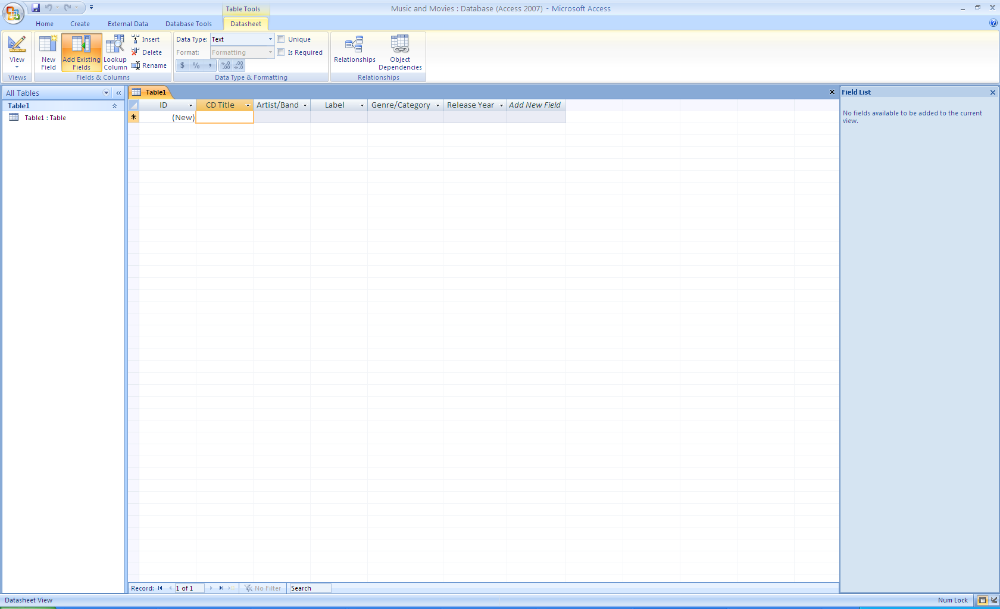 Table Tools
Music and Movies : Database (Access 2007) - Microsoft Access
Home
Create
External Data
Database Tools
Datasheet
View
New
Field
Add Existing
Fields
Lookup
Column
Insert
Delete
Rename
Data Type:
Text
Format:
Formatting
$ % ,
Unique
Is Required
Relationships
Object
Dependencies
Views
Fields & Columns
Data Type & Formatting
Relationships
All Tables
Table1
Table1 : Table
Table1
ID
CD Title
Artist/Band
Label
Genre/Category
Release Year
Add New Field
(New)
Field List
No fields available to be added to the current
view.
Record:
1 of 1
No Filter
Search
Datasheet View
Num Lock